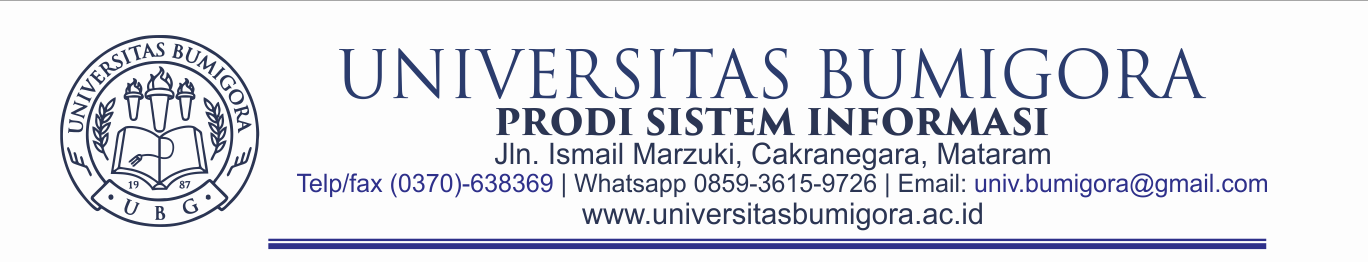 UNIVERSITAS BUMIGORA
19 87
U B G
UNIVERSITAS BUMIGORA
PRODI SISTEM INFORMASI
Jln. Ismail Marzuki, Cakranegara, Mataram
Telp/fax (0370)-638369 | Whatsapp 0859-3615-9726 | Email: univ.bumigora@gmail.com
www.universitasbumigora.ac.id